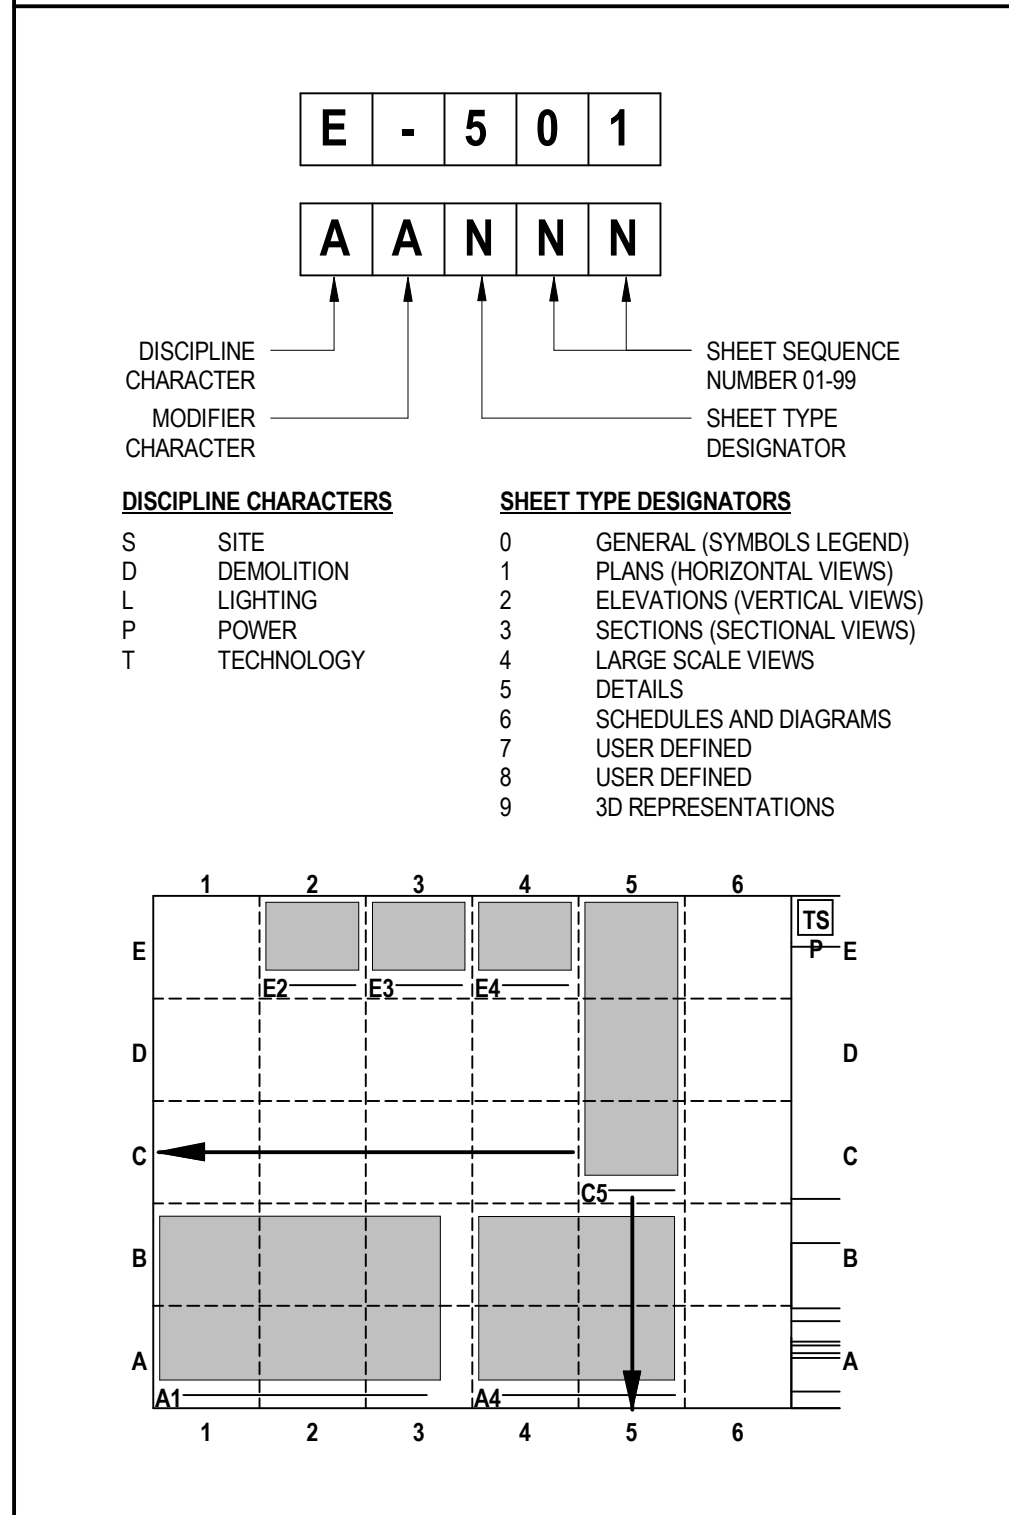 E - 5 0 1
A A N N N
DISCIPLINE
CHARACTER
SHEET SEQUENCE
NUMBER 01-99
MODIFIER
CHARACTER
SHEET TYPE
DESIGNATOR
DISCIPLINE CHARACTERS
S SITE
D DEMOLITION
L LIGHTING
P POWER
T TECHNOLOGY
SHEET TYPE DESIGNATORS
0 GENERAL (SYMBOLS LEGEND)
1 PLANS (HORIZONTAL VIEWS)
2 ELEVATIONS (VERTICAL VIEWS)
3 SECTIONS (SECTIONAL VIEWS)
4 LARGE SCALE VIEWS
5 DETAILS
6 SCHEDULES AND DIAGRAMS
7 USER DEFINED
8 USER DEFINED
9 3D REPRESENTATIONS
1 2 3 4 5 6
TS
P
E E
E2 E3 E4
D D
C C
C5
B B
A A
A1 A4
1 2 3 4 5 6